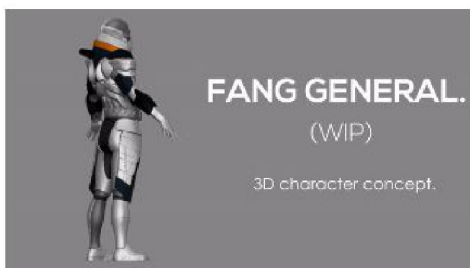 FANG GENERAL.
(WIP)
3D character concept.